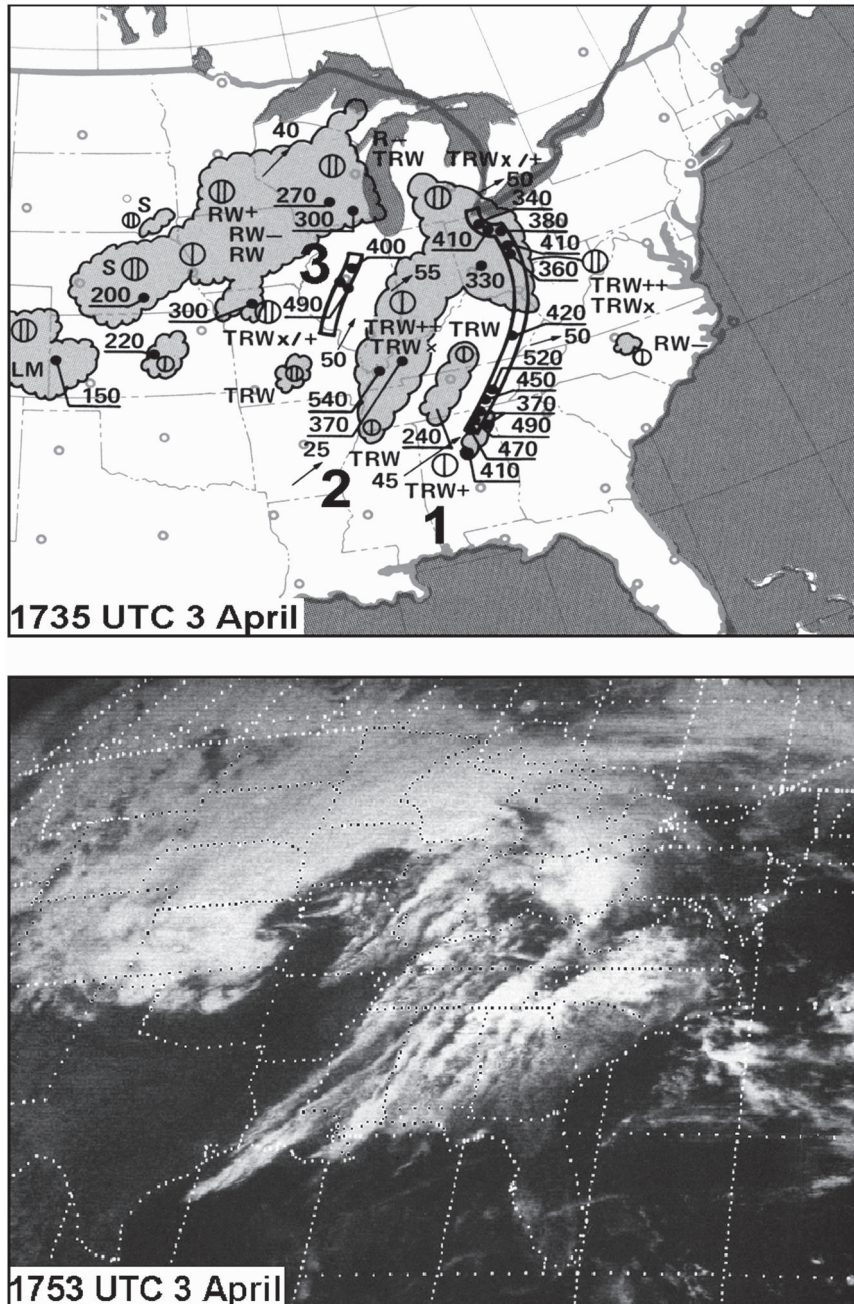 40
R–
TRW
TRWx/+
50
S
RW+
270
340
RW–
300
380
RW
410
410
3
400
360
S
55
330
TRW++
TRWx
200
300
490
420
TRW++
TRW
50
TRWx/+
RW–
220
50
TRWx
520
LM
450
150
TRW
540
370
370
240
490
25
TRW
470
45
410
2
TRW+
1
1735 UTC 3 April
1753 UTC 3 April